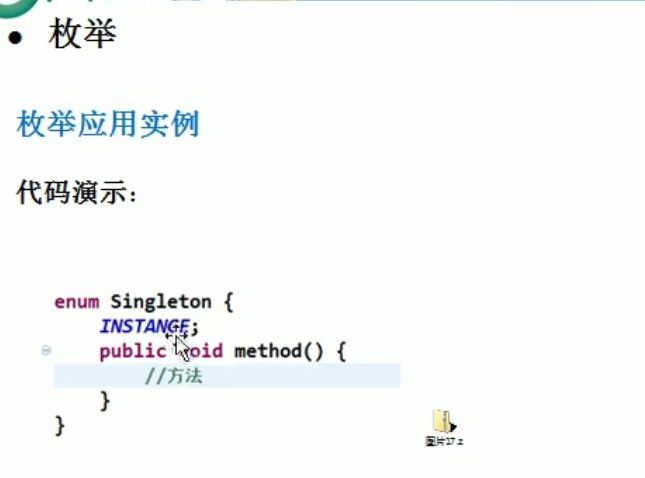 • 枚举
枚举应用实例
代码演示：
enum Singleton {
INSTANCE;
public void method() {
//方法
}
}
图片17.z